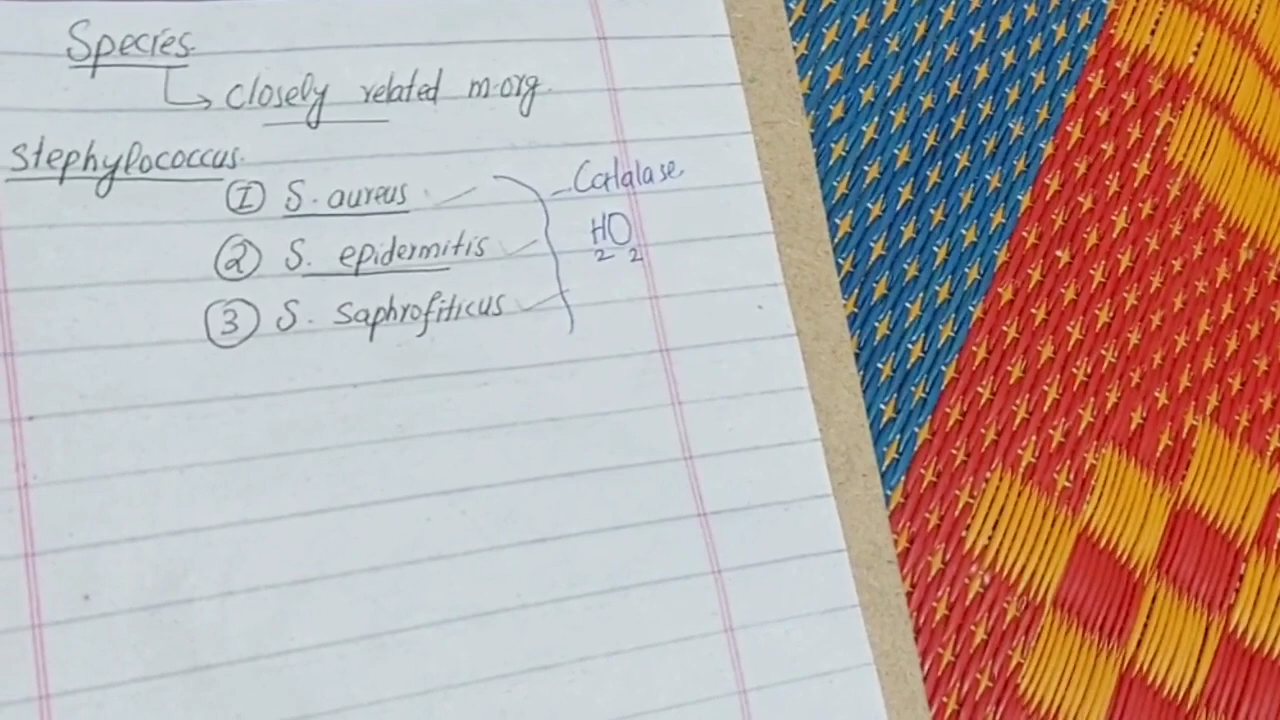 Species
↳ closely related m.org.
Stephylococcus.
① S. aureus
② S. epidermitis
③ S. saphrofiticus
Catalase
H2O2